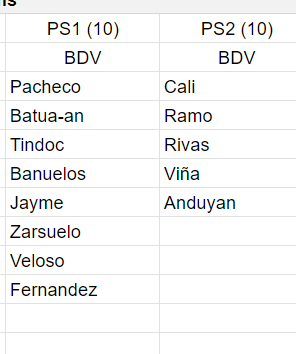 PS1 (10) PS2 (10)
BDV BDV
Pacheco Cali
Batua-an Ramo
Tindoc Rivas
Banuelos Viña
Jayme Anduyan
Zarsuelo
Veloso
Fernandez